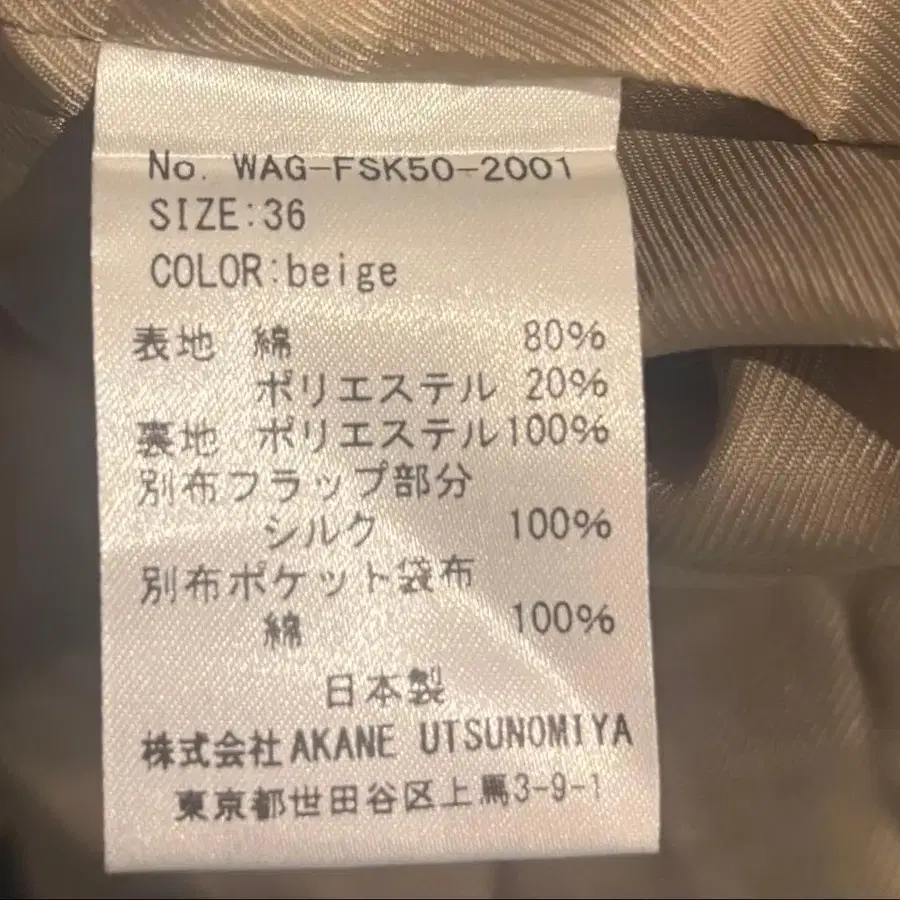 No. WAG-FSK50-2001
SIZE:36
COLOR:beige
表地 綿 80%
ポリエステル 20%
裏地 ポリエステル 100%
別布フラップ部分
シルク 100%
別布ポケット袋布
綿 100%
日本製
株式会社AKANE UTSUNOMIYA
東京都世田谷区上馬3-9-1